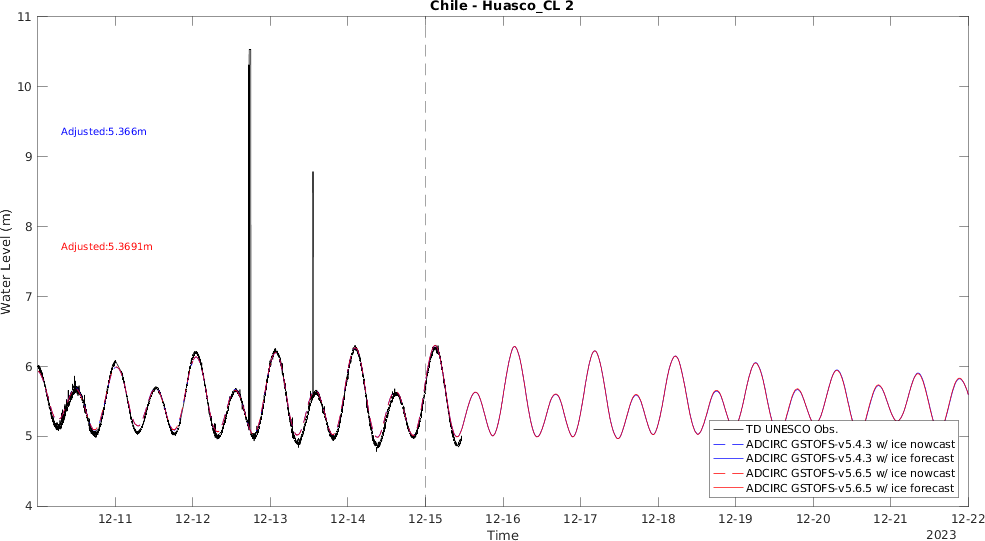 Chile - Huasco_CL 2
11
10
9
8
7
6
5
4
Water Level (m)
Adjusted:5.366m
Adjusted:5.3691m
TD UNESCO Obs.
ADCIRC GSTOFS-v5.4.3 w/ ice nowcast
ADCIRC GSTOFS-v5.4.3 w/ ice forecast
ADCIRC GSTOFS-v5.6.5 w/ ice nowcast
ADCIRC GSTOFS-v5.6.5 w/ ice forecast
12-11 12-12 12-13 12-14 12-15 12-16 12-17 12-18 12-19 12-20 12-21 12-22
Time
2023